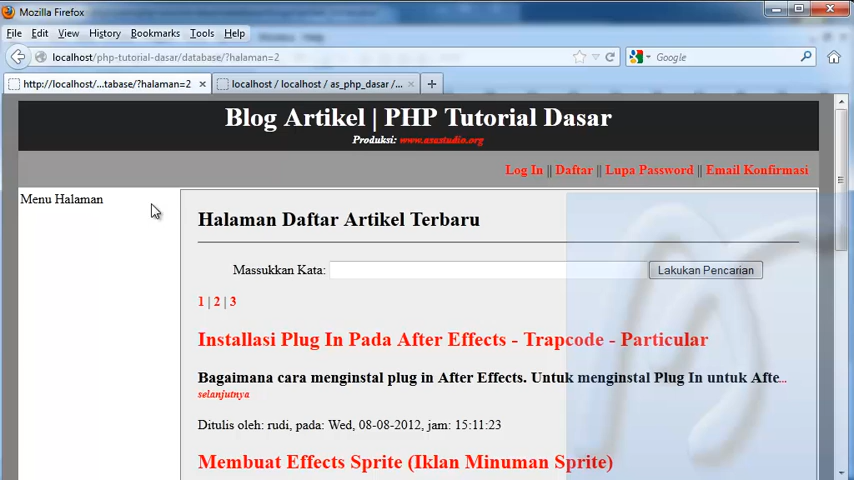 Mozilla Firefox
File Edit View History Bookmarks Tools Help
localhost/php-tutorial-dasar/database/?halaman=2
Google
http://localhost/...tabase/?halaman=2
localhost / localhost / as_php_dasar /...
Blog Artikel | PHP Tutorial Dasar
Produksi: www.asastudio.org
Log In || Daftar || Lupa Password || Email Konfirmasi
Menu Halaman
Halaman Daftar Artikel Terbaru
Massukkan Kata:
Lakukan Pencarian
1 | 2 | 3
Installasi Plug In Pada After Effects - Trapcode - Particular
Bagaimana cara menginstal plug in After Effects. Untuk menginstal Plug In untuk Afte...
selanjutnya
Ditulis oleh: rudi, pada: Wed, 08-08-2012, jam: 15:11:23
Membuat Effects Sprite (Iklan Minuman Sprite)